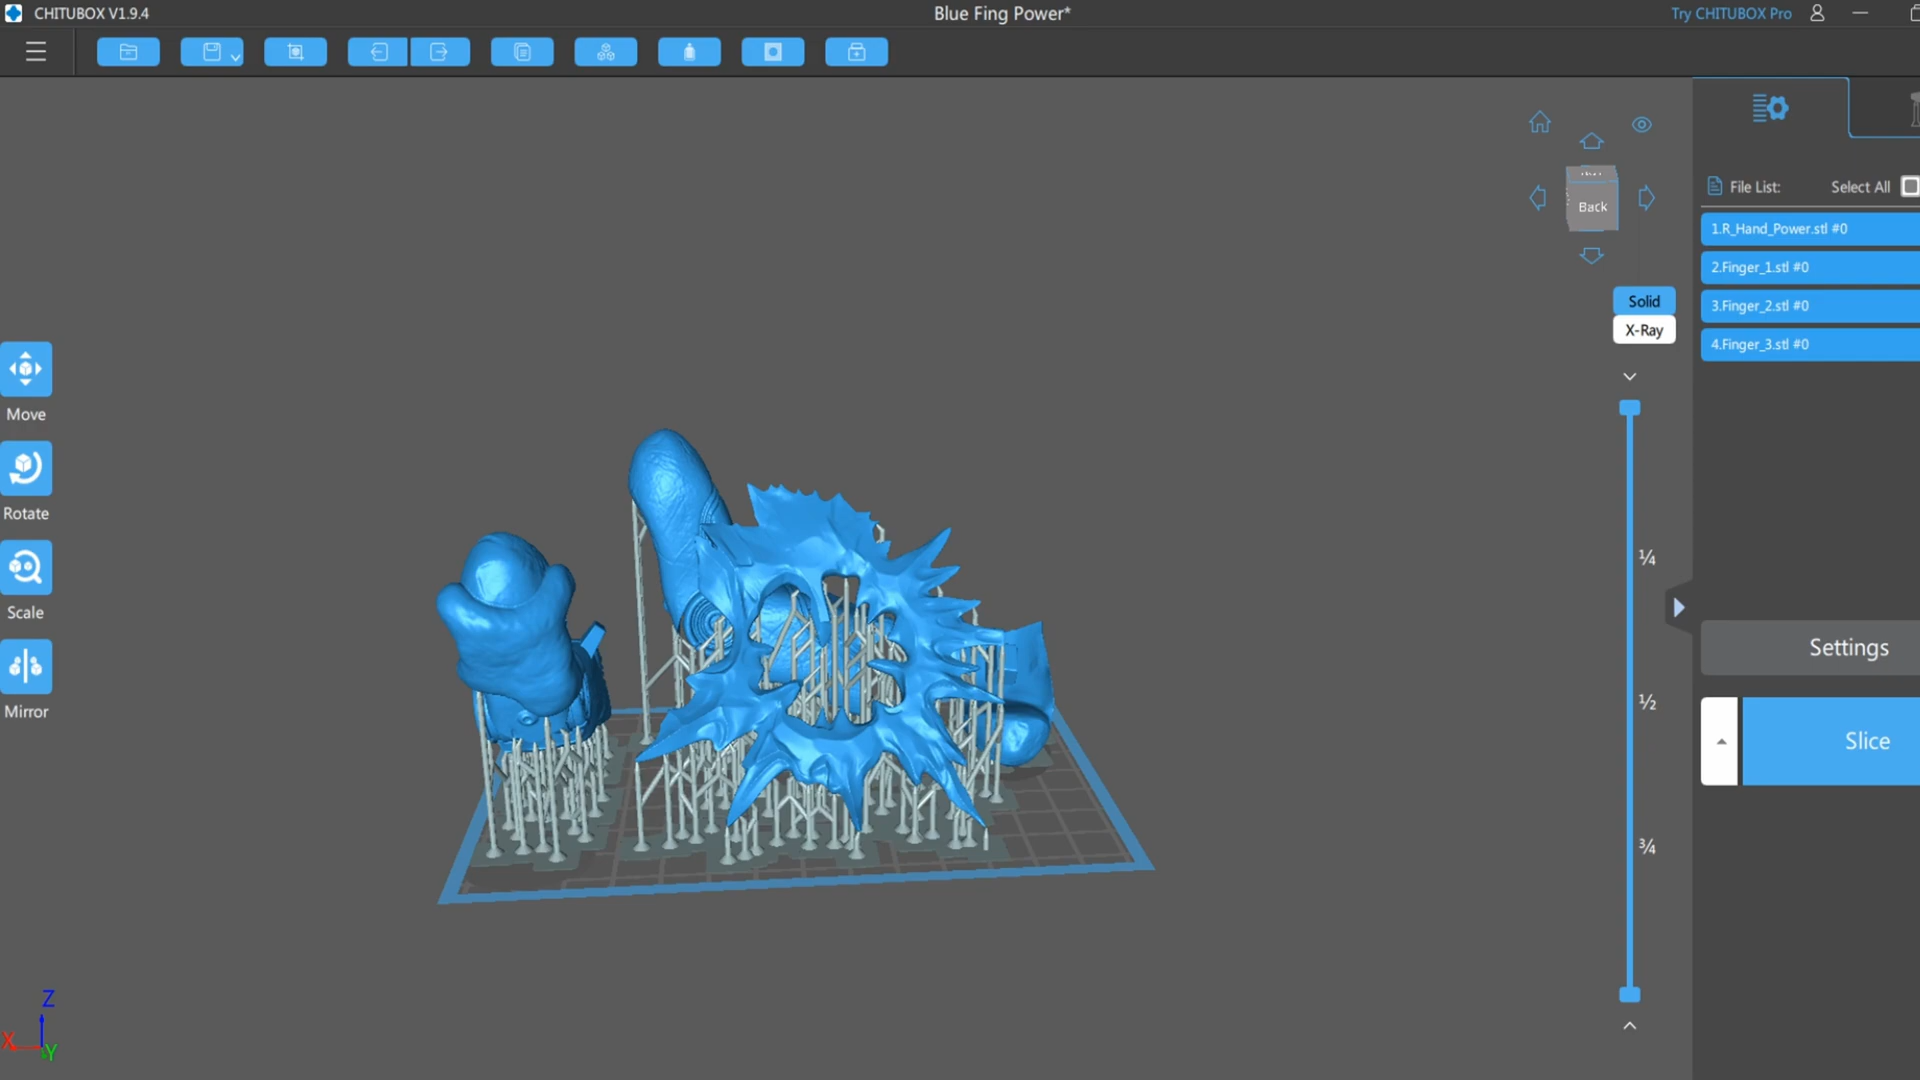 CHITUBOX V1.9.4
Blue Fing Power*
Try CHITUBOX Pro
File List:
Select All
1.R_Hand_Power.stl #0
2.Finger_1.stl #0
3.Finger_2.stl #0
4.Finger_3.stl #0
Back
Solid
X-Ray
Move
Rotate
Scale
Mirror
¼
½
¾
Settings
Slice
Z
X
Y